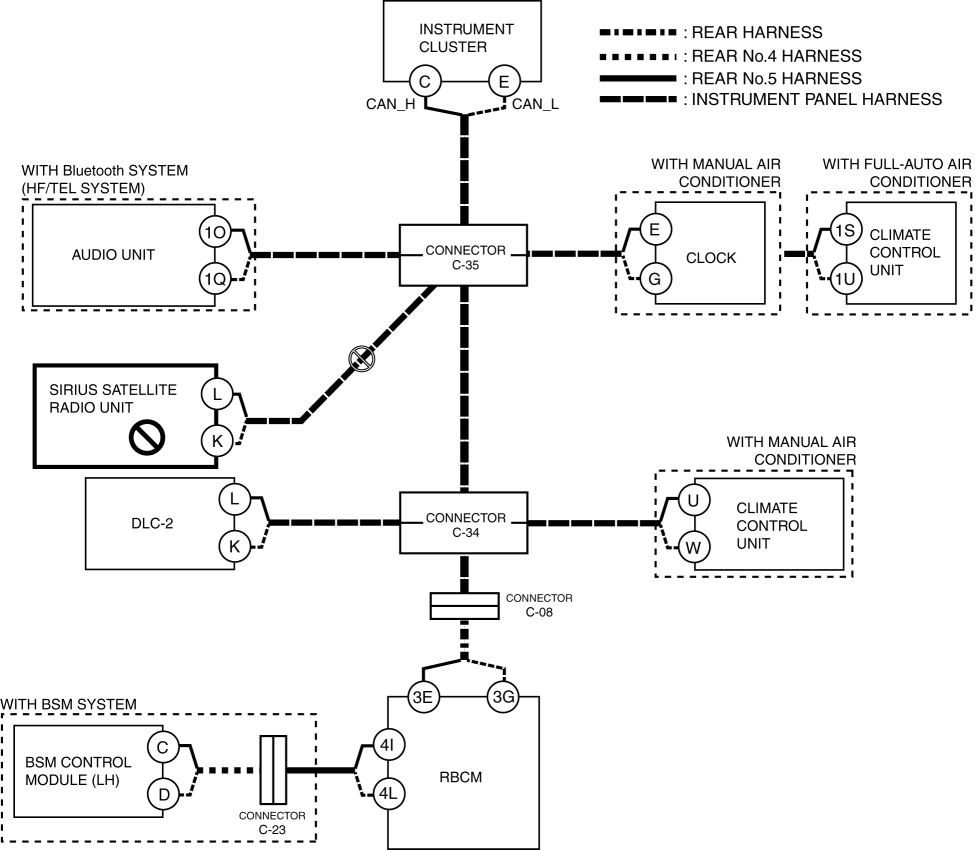 INSTRUMENT
CLUSTER
C
E
CAN_H
CAN_L
: REAR HARNESS
: REAR No.4 HARNESS
: REAR No.5 HARNESS
: INSTRUMENT PANEL HARNESS
WITH Bluetooth SYSTEM
(HF/TEL SYSTEM)
AUDIO UNIT
1O
1Q
CONNECTOR
C-35
WITH MANUAL AIR
CONDITIONER
E
G
CLOCK
WITH FULL-AUTO AIR
CONDITIONER
1S
1U
CLIMATE
CONTROL
UNIT
SIRIUS SATELLITE
RADIO UNIT
L
K
DLC-2
L
K
CONNECTOR
C-34
WITH MANUAL AIR
CONDITIONER
U
W
CLIMATE
CONTROL
UNIT
CONNECTOR
C-08
3E
3G
WITH BSM SYSTEM
BSM CONTROL
MODULE (LH)
C
D
CONNECTOR
C-23
4I
4L
RBCM